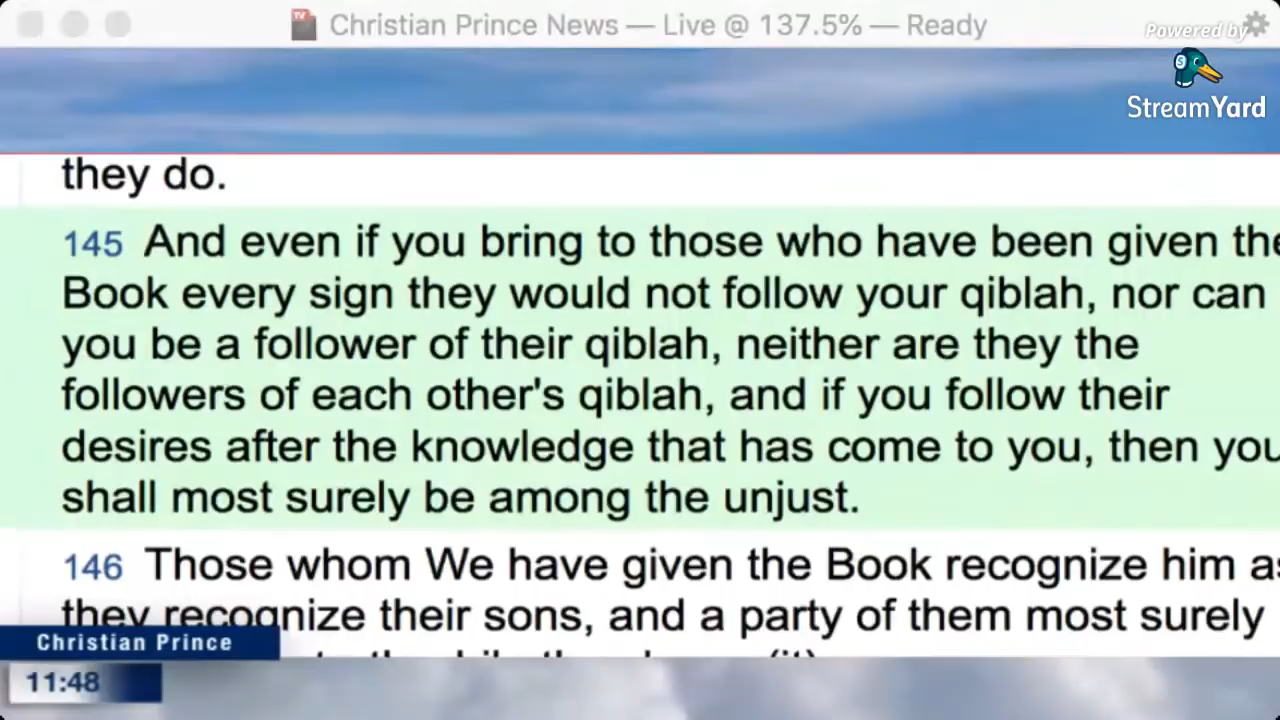 Christian Prince News — Live @ 137.5% — Ready
Powered by
StreamYard
they do.
145 And even if you bring to those who have been given the
Book every sign they would not follow your qiblah, nor can
you be a follower of their qiblah, neither are they the
followers of each other's qiblah, and if you follow their
desires after the knowledge that has come to you, then you
shall most surely be among the unjust.
146 Those whom We have given the Book recognize him as
they recognize their sons, and a party of them most surely
(it)
Christian Prince
11:48